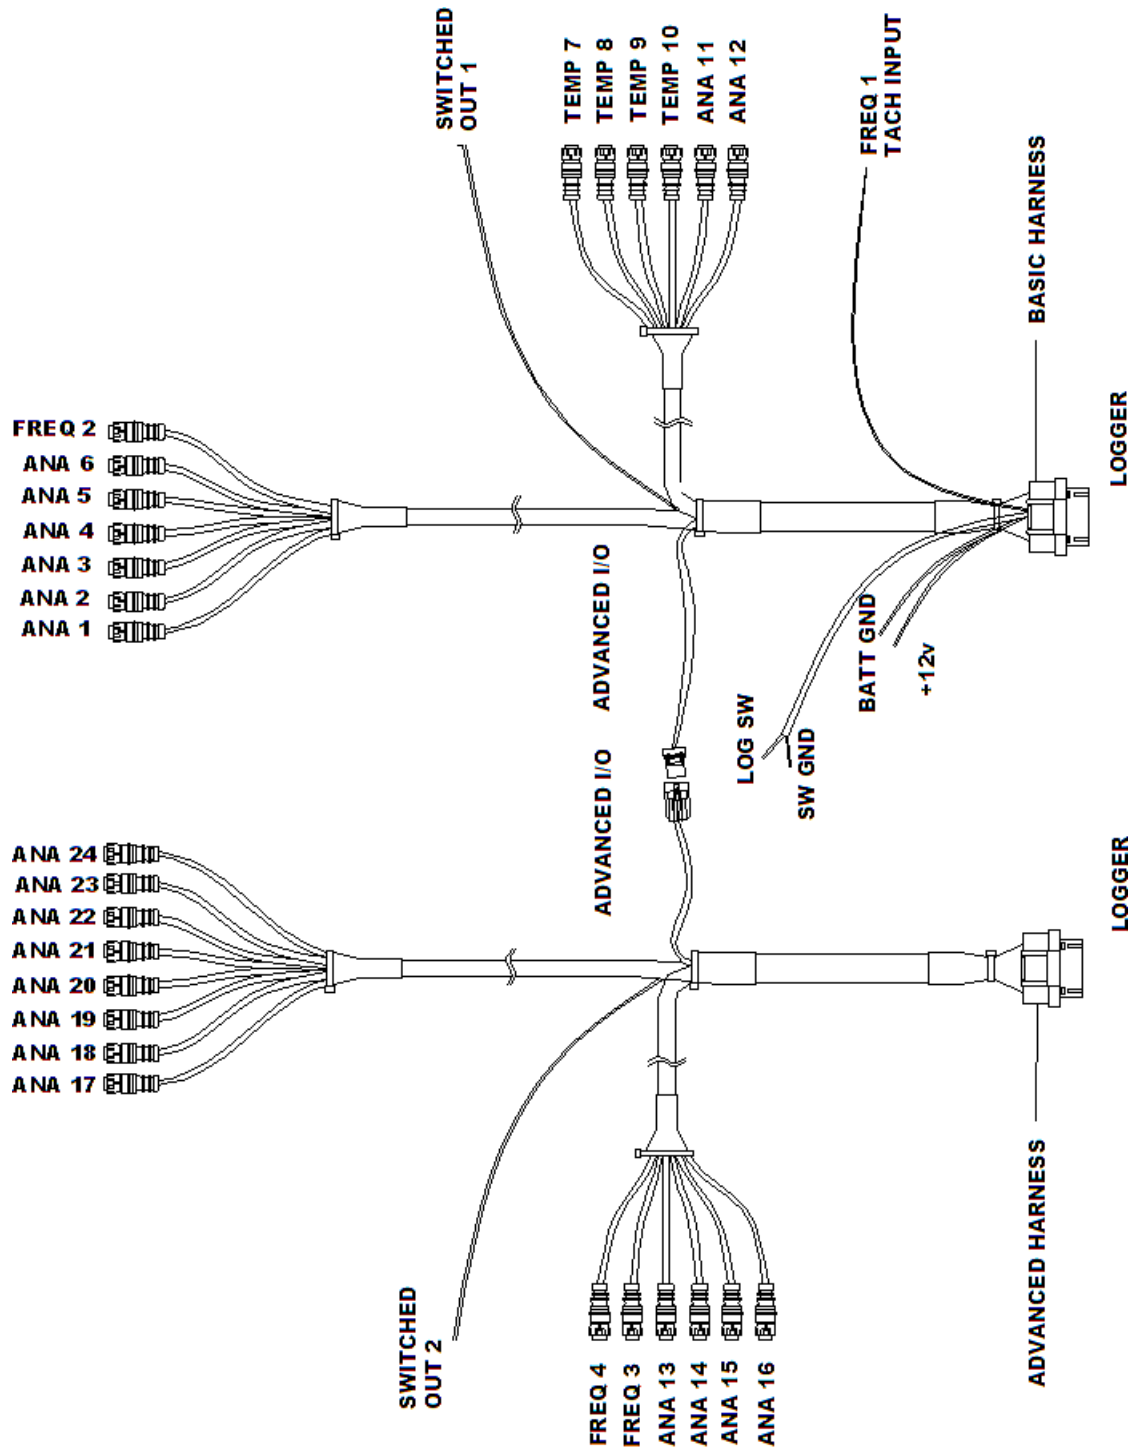 SWITCHED
OUT 1
TEMP 7
TEMP 8
TEMP 9
TEMP 10
ANA 11
ANA 12
FREQ 1
TACH INPUT
BASIC HARNESS
LOGGER
FREQ 2
ANA 6
ANA 5
ANA 4
ANA 3
ANA 2
ANA 1
ADVANCED I/O
ADVANCED I/O
LOG SW
SW GND
BATT GND
+12v
ANA 24
ANA 23
ANA 22
ANA 21
ANA 20
ANA 19
ANA 18
ANA 17
LOGGER
SWITCHED
OUT 2
FREQ 4
FREQ 3
ANA 13
ANA 14
ANA 15
ANA 16
ADVANCED HARNESS